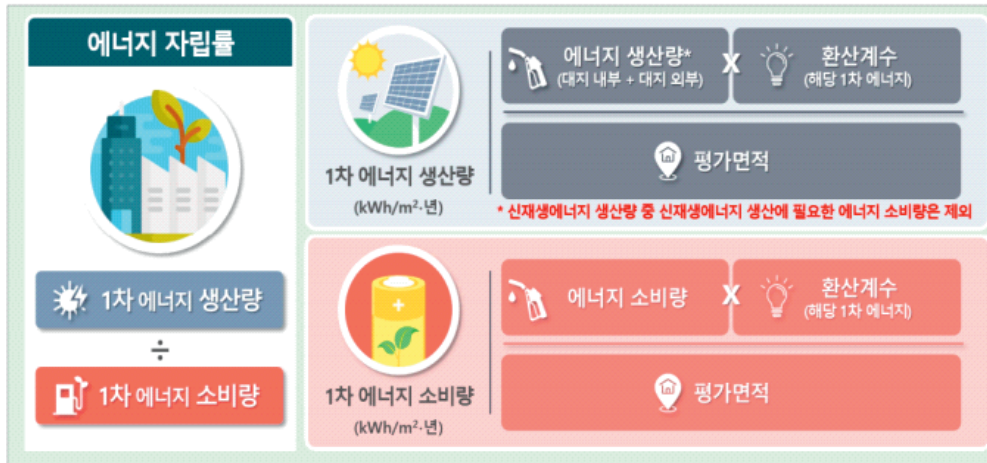 에너지 자립률
1차 에너지 생산량
÷
1차 에너지 소비량
1차 에너지 생산량
(kWh/m²·년)
에너지 생산량*
(대지 내부 + 대지 외부)
X
환산계수
(해당 1차 에너지)
평가면적
* 신재생에너지 생산량 중 신재생에너지 생산에 필요한 에너지 소비량은 제외
1차 에너지 소비량
(kWh/m²·년)
에너지 소비량
X
환산계수
(해당 1차 에너지)
평가면적